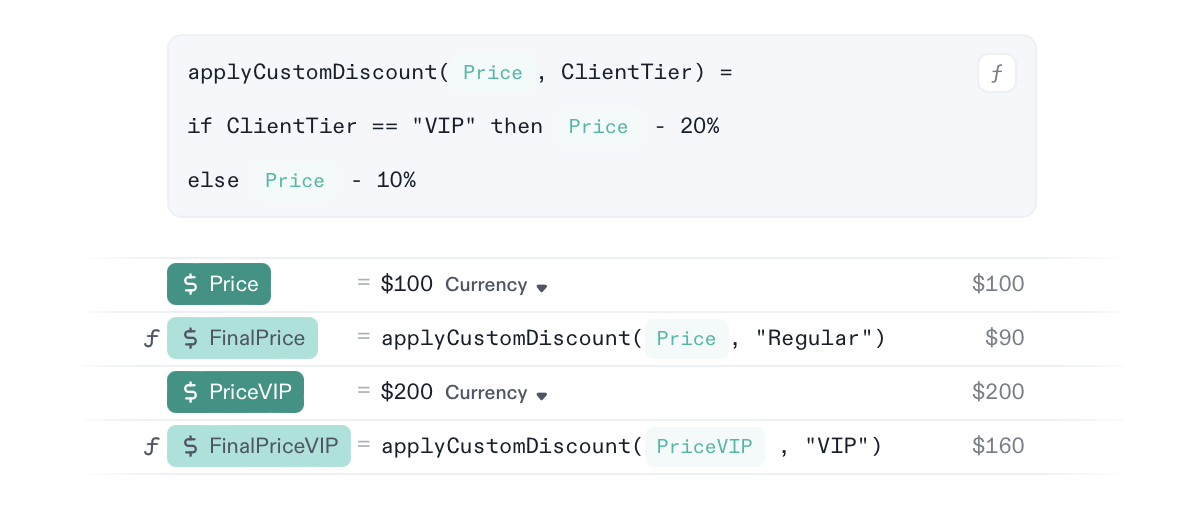 applyCustomDiscount( Price , ClientTier) =
ƒ
if ClientTier == "VIP" then Price - 20%
else Price - 10%
$ Price = $100 Currency $100
ƒ $ FinalPrice = applyCustomDiscount( Price , "Regular") $90
$ PriceVIP = $200 Currency $200
ƒ $ FinalPriceVIP = applyCustomDiscount( PriceVIP , "VIP") $160